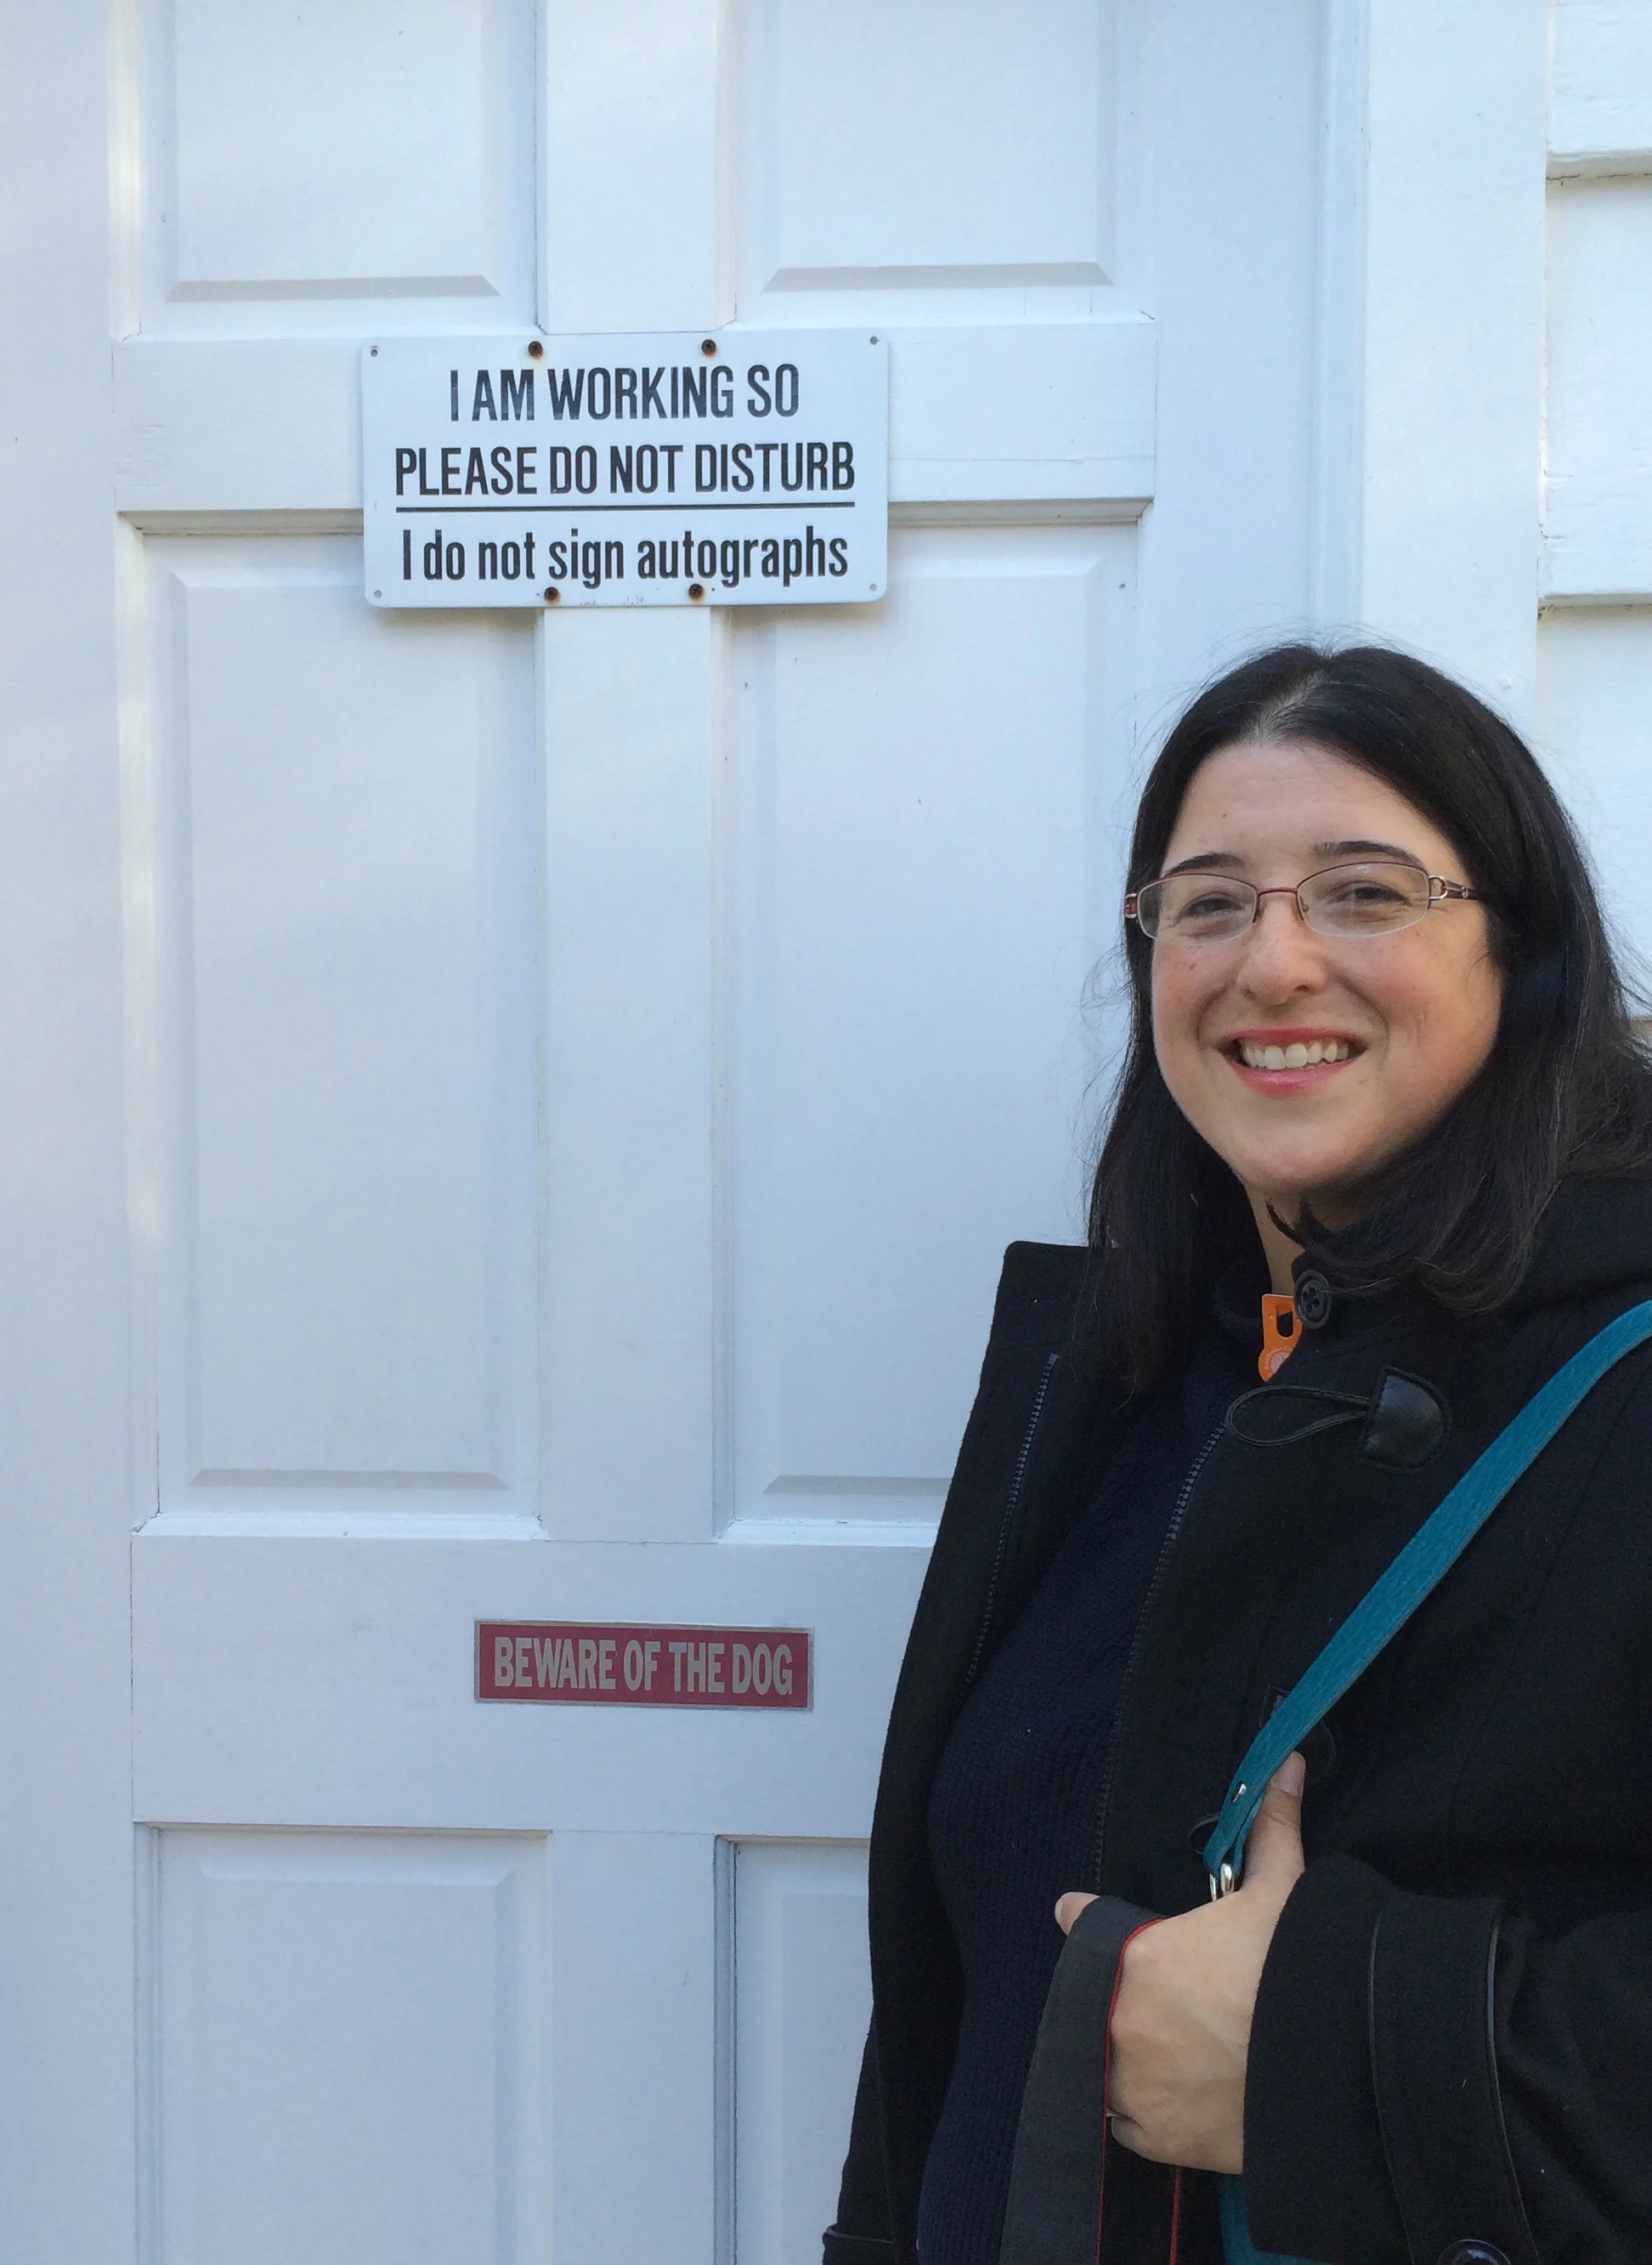 I AM WORKING SO
PLEASE DO NOT DISTURB
I do not sign autographs
BEWARE OF THE DOG